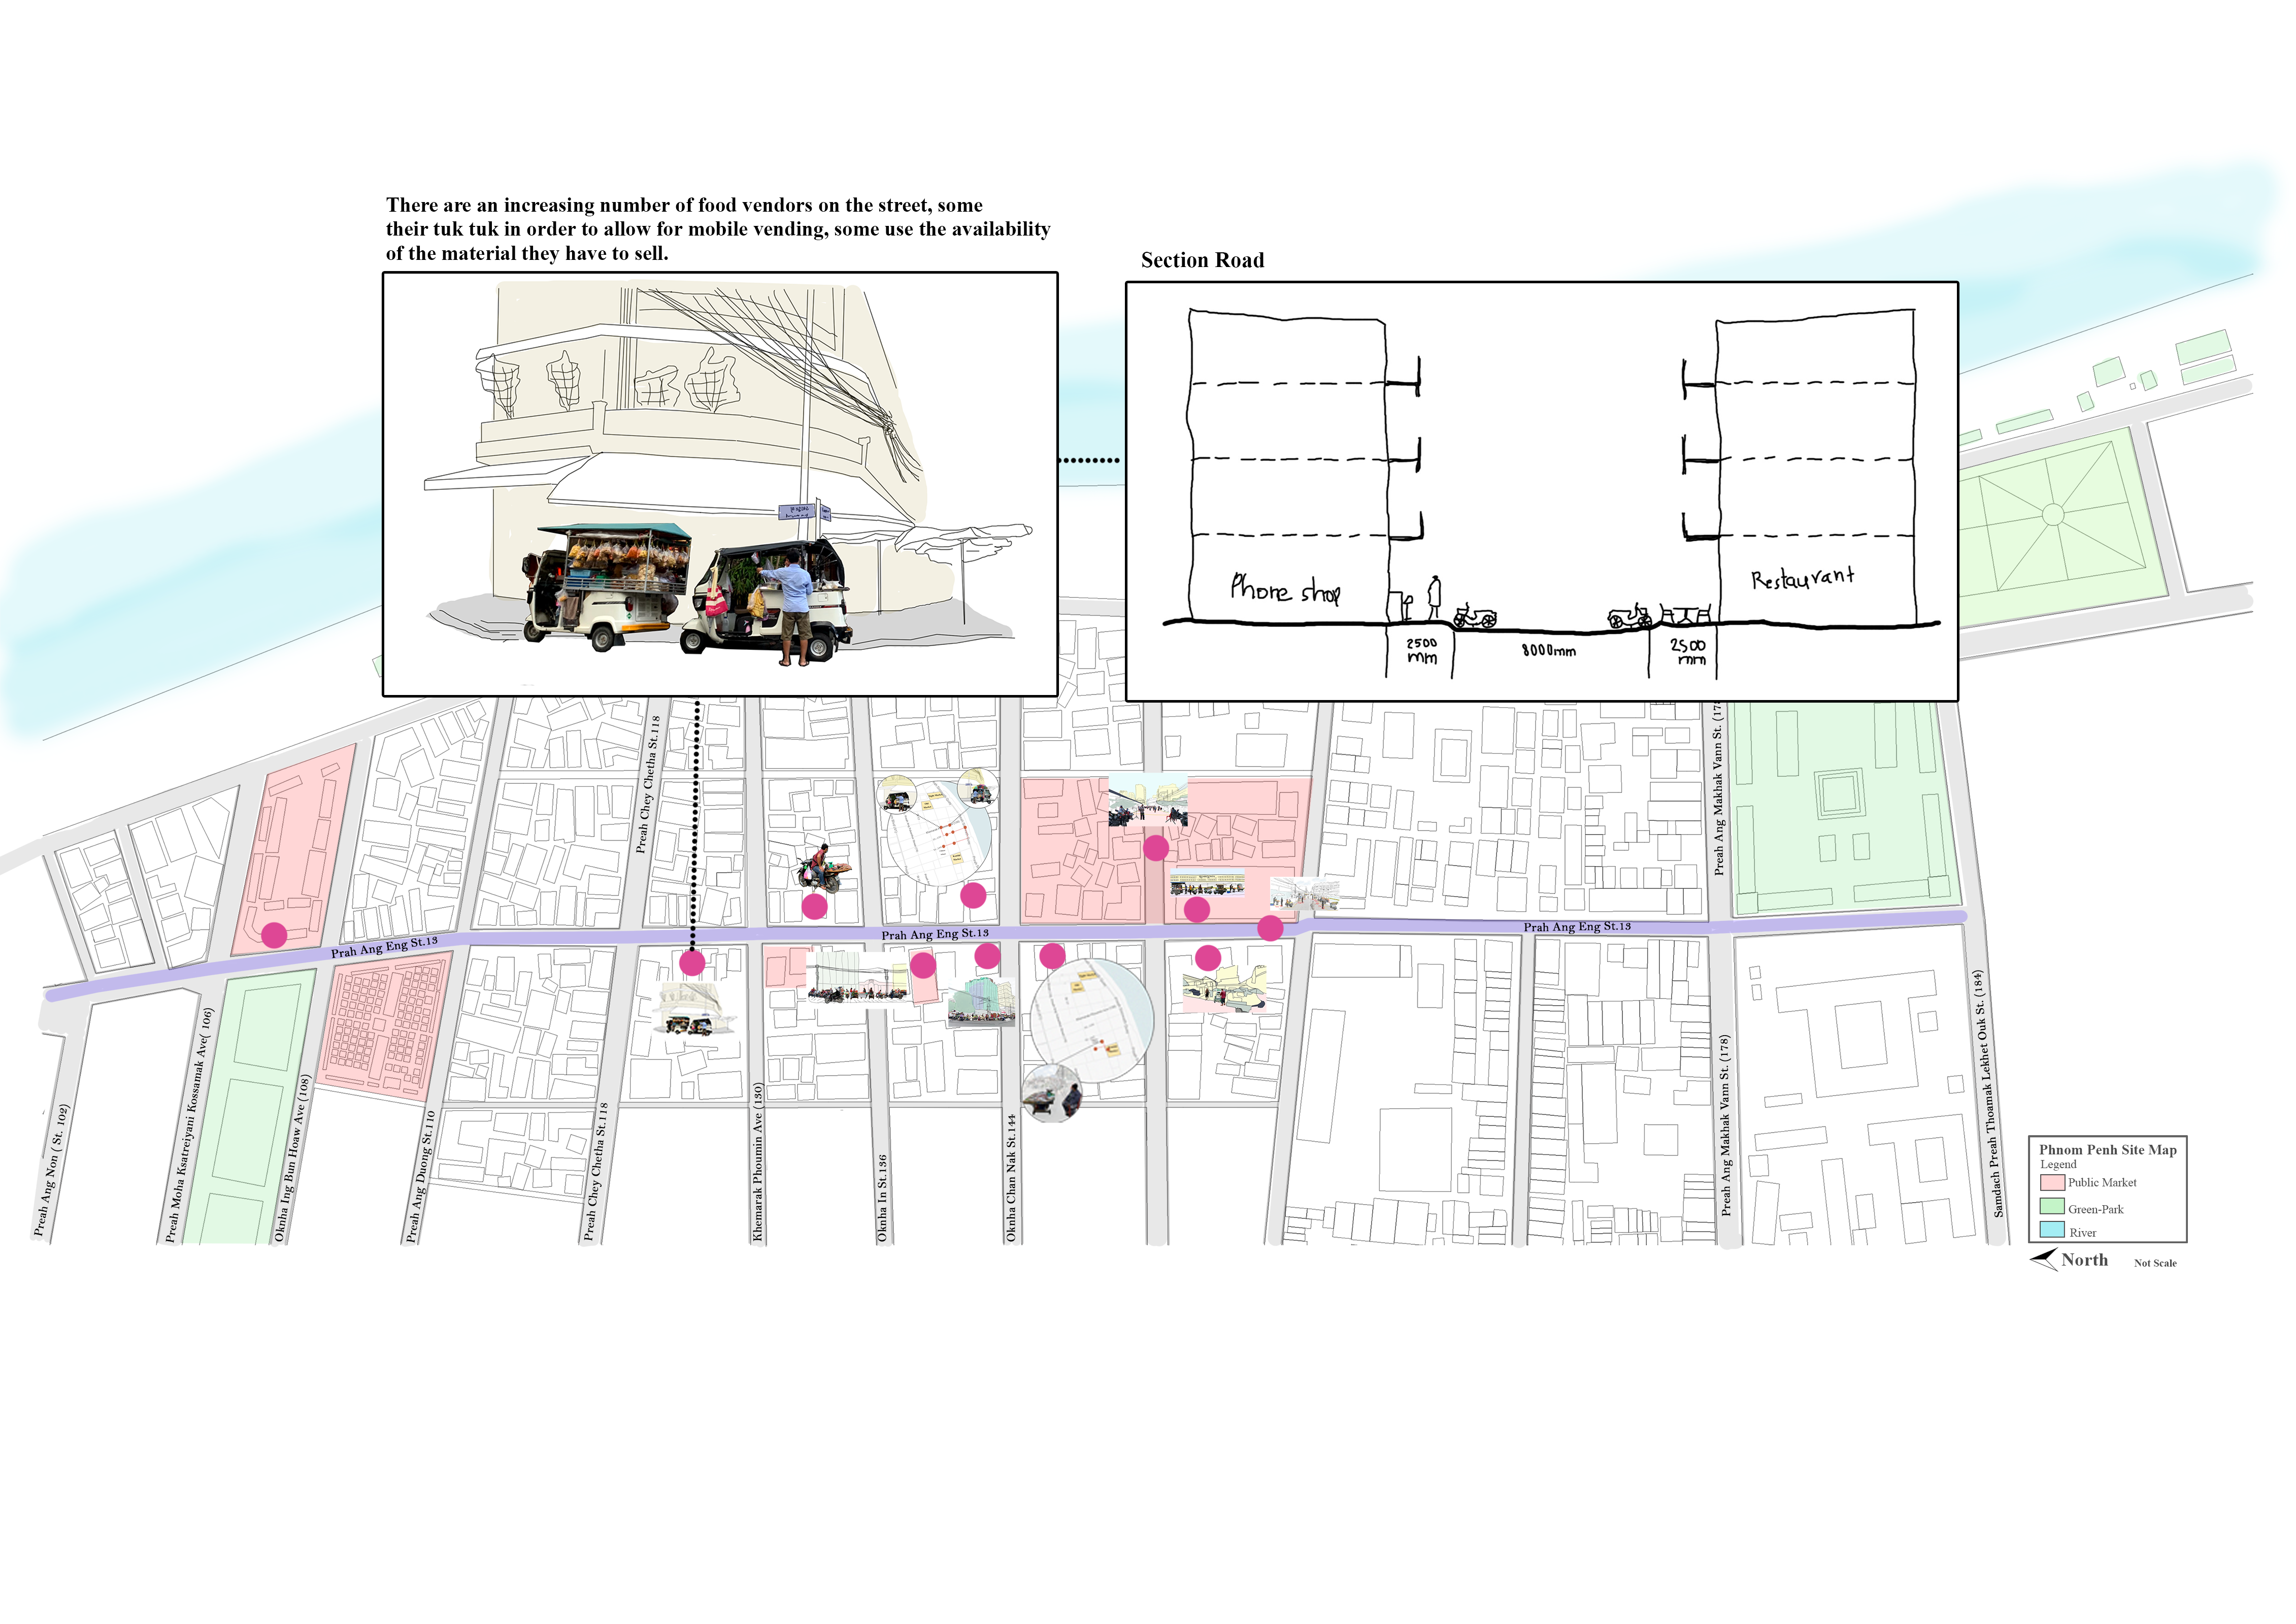 There are an increasing number of food vendors on the street, some
their tuk tuk in order to allow for mobile vending, some use the availability
of the material they have to sell.
Section Road
Phone shop
Restaurant
2500
mm
8000mm
2500
mm
Preah Chey Chetha St.118
Preah Ang Makhak Vann St.
Prah Ang Eng St.13
Prah Ang Eng St.13
Prah Ang Eng St.13
Preah Ang Non ( St. 102)
Preah Moha Ksatreiyani Kossamak Ave( 106)
Oknha Ing Bun Hoaw Ave (108)
Preah Ang Duong St.110
Preah Chey Chetha St.118
Khemarak Phoumin Ave (130)
Oknha In St.136
Oknha Chan Nak St.144
Preah Ang Makhak Vann St. (178)
Samdach Preah Thoamak Lekhet Ouk St. (184)
Phnom Penh Site Map
Legend
Public Market
Green-Park
River
North
Not Scale